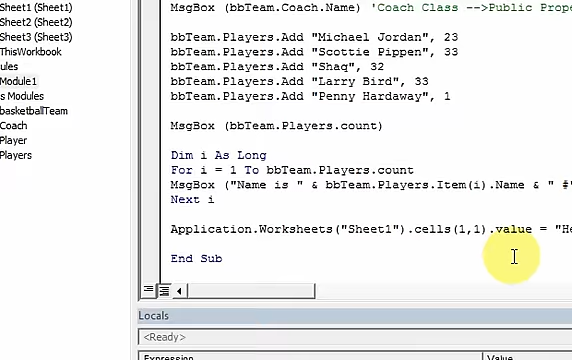 Sheet1 (Sheet1)
Sheet2 (Sheet2)
Sheet3 (Sheet3)
ThisWorkbook
ules
Module1
s Modules
basketballTeam
Coach
Player
Players
MsgBox (bbTeam.Coach.Name) 'Coach Class -->Public Prope
bbTeam.Players.Add "Michael Jordan", 23
bbTeam.Players.Add "Scottie Pippen", 33
bbTeam.Players.Add "Shaq", 32
bbTeam.Players.Add "Larry Bird", 33
bbTeam.Players.Add "Penny Hardaway", 1
MsgBox (bbTeam.Players.count)
Dim i As Long
For i = 1 To bbTeam.Players.count
MsgBox ("Name is " & bbTeam.Players.Item(i).Name & " #"
Next i
Application.Worksheets("Sheet1").cells(1,1).value = "He
End Sub
Locals
<Ready>
Expression Value